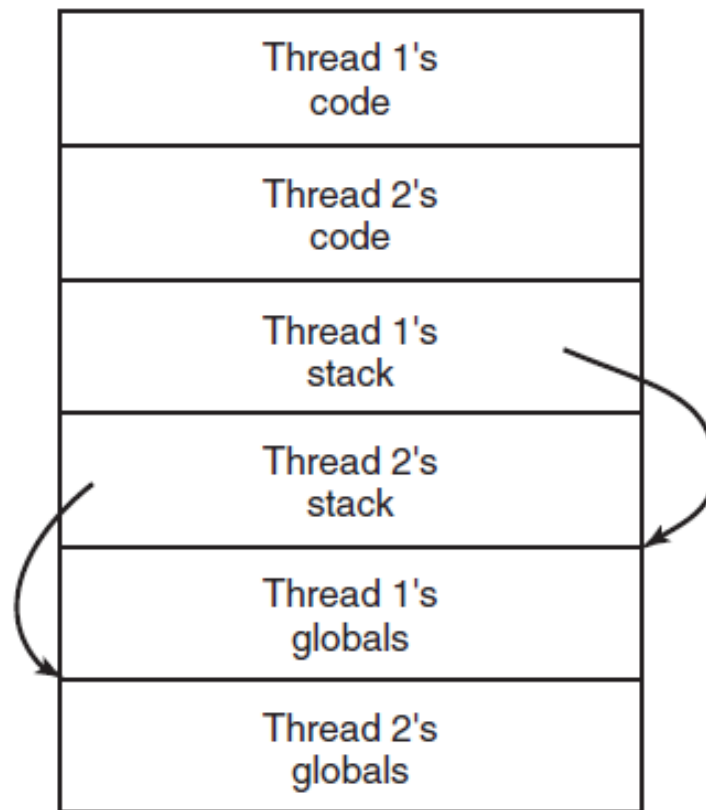 Thread 1's
code
Thread 2's
code
Thread 1's
stack
Thread 2's
stack
Thread 1's
globals
Thread 2's
globals